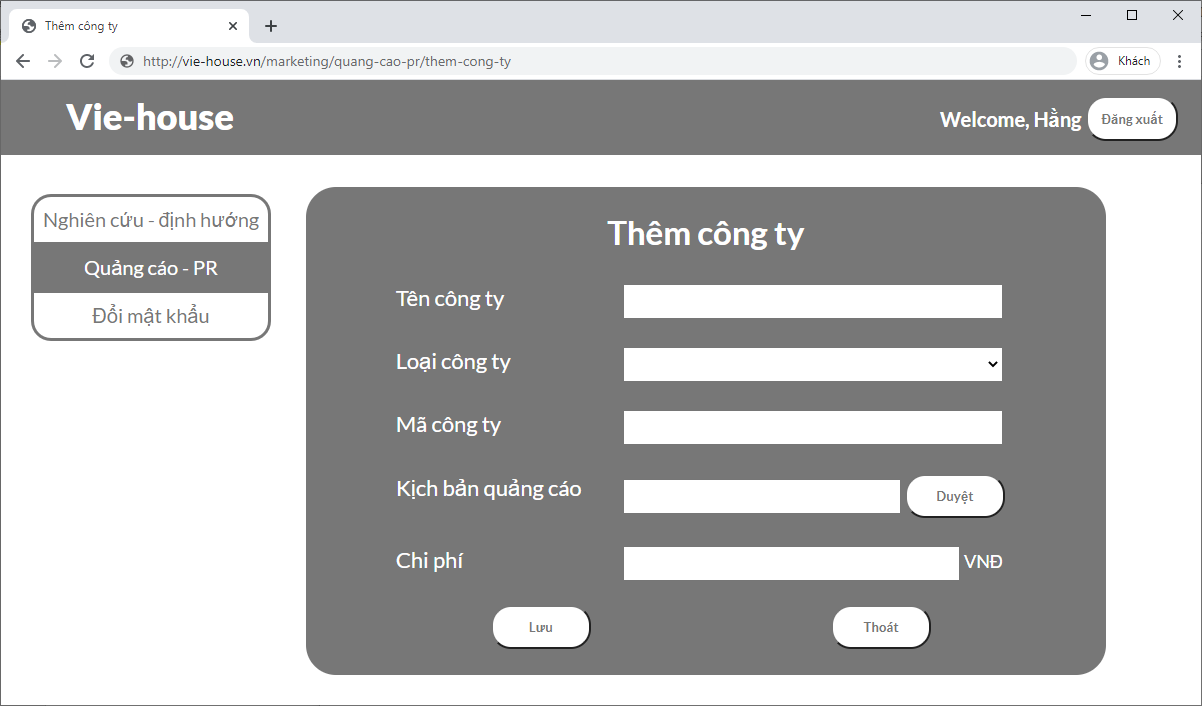 Thêm công ty
http://vie-house.vn/marketing/quang-cao-pr/them-cong-ty
Khách
Vie-house
Welcome, Hằng
Đăng xuất
Nghiên cứu - định hướng
Quảng cáo - PR
Đổi mật khẩu
Thêm công ty
Tên công ty
Loại công ty
Mã công ty
Kịch bản quảng cáo
Duyệt
Chi phí
VNĐ
Lưu
Thoát